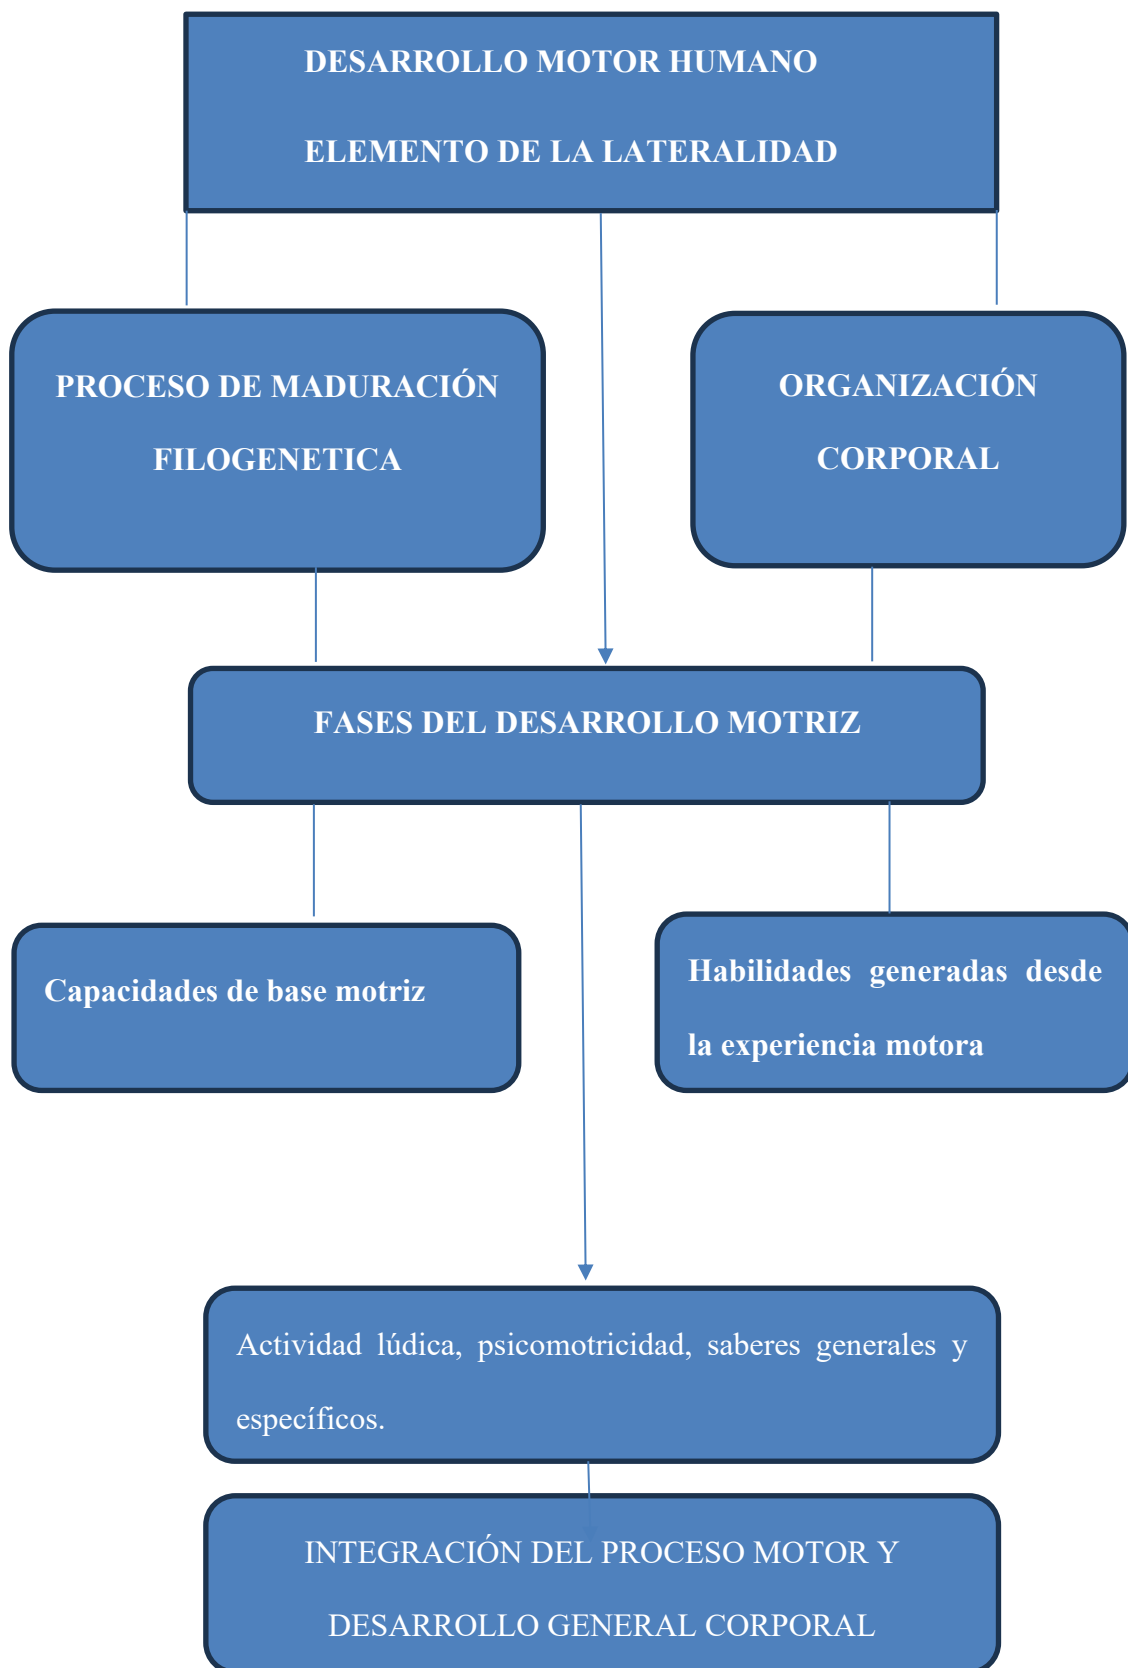 DESARROLLO MOTOR HUMANO
ELEMENTO DE LA LATERALIDAD
PROCESO DE MADURACIÓN
FILOGENETICA
ORGANIZACIÓN
CORPORAL
FASES DEL DESARROLLO MOTRIZ
Capacidades de base motriz
Habilidades generadas desde
la experiencia motora
Actividad lúdica, psicomotricidad, saberes generales y
específicos.
INTEGRACIÓN DEL PROCESO MOTOR Y
DESARROLLO GENERAL CORPORAL